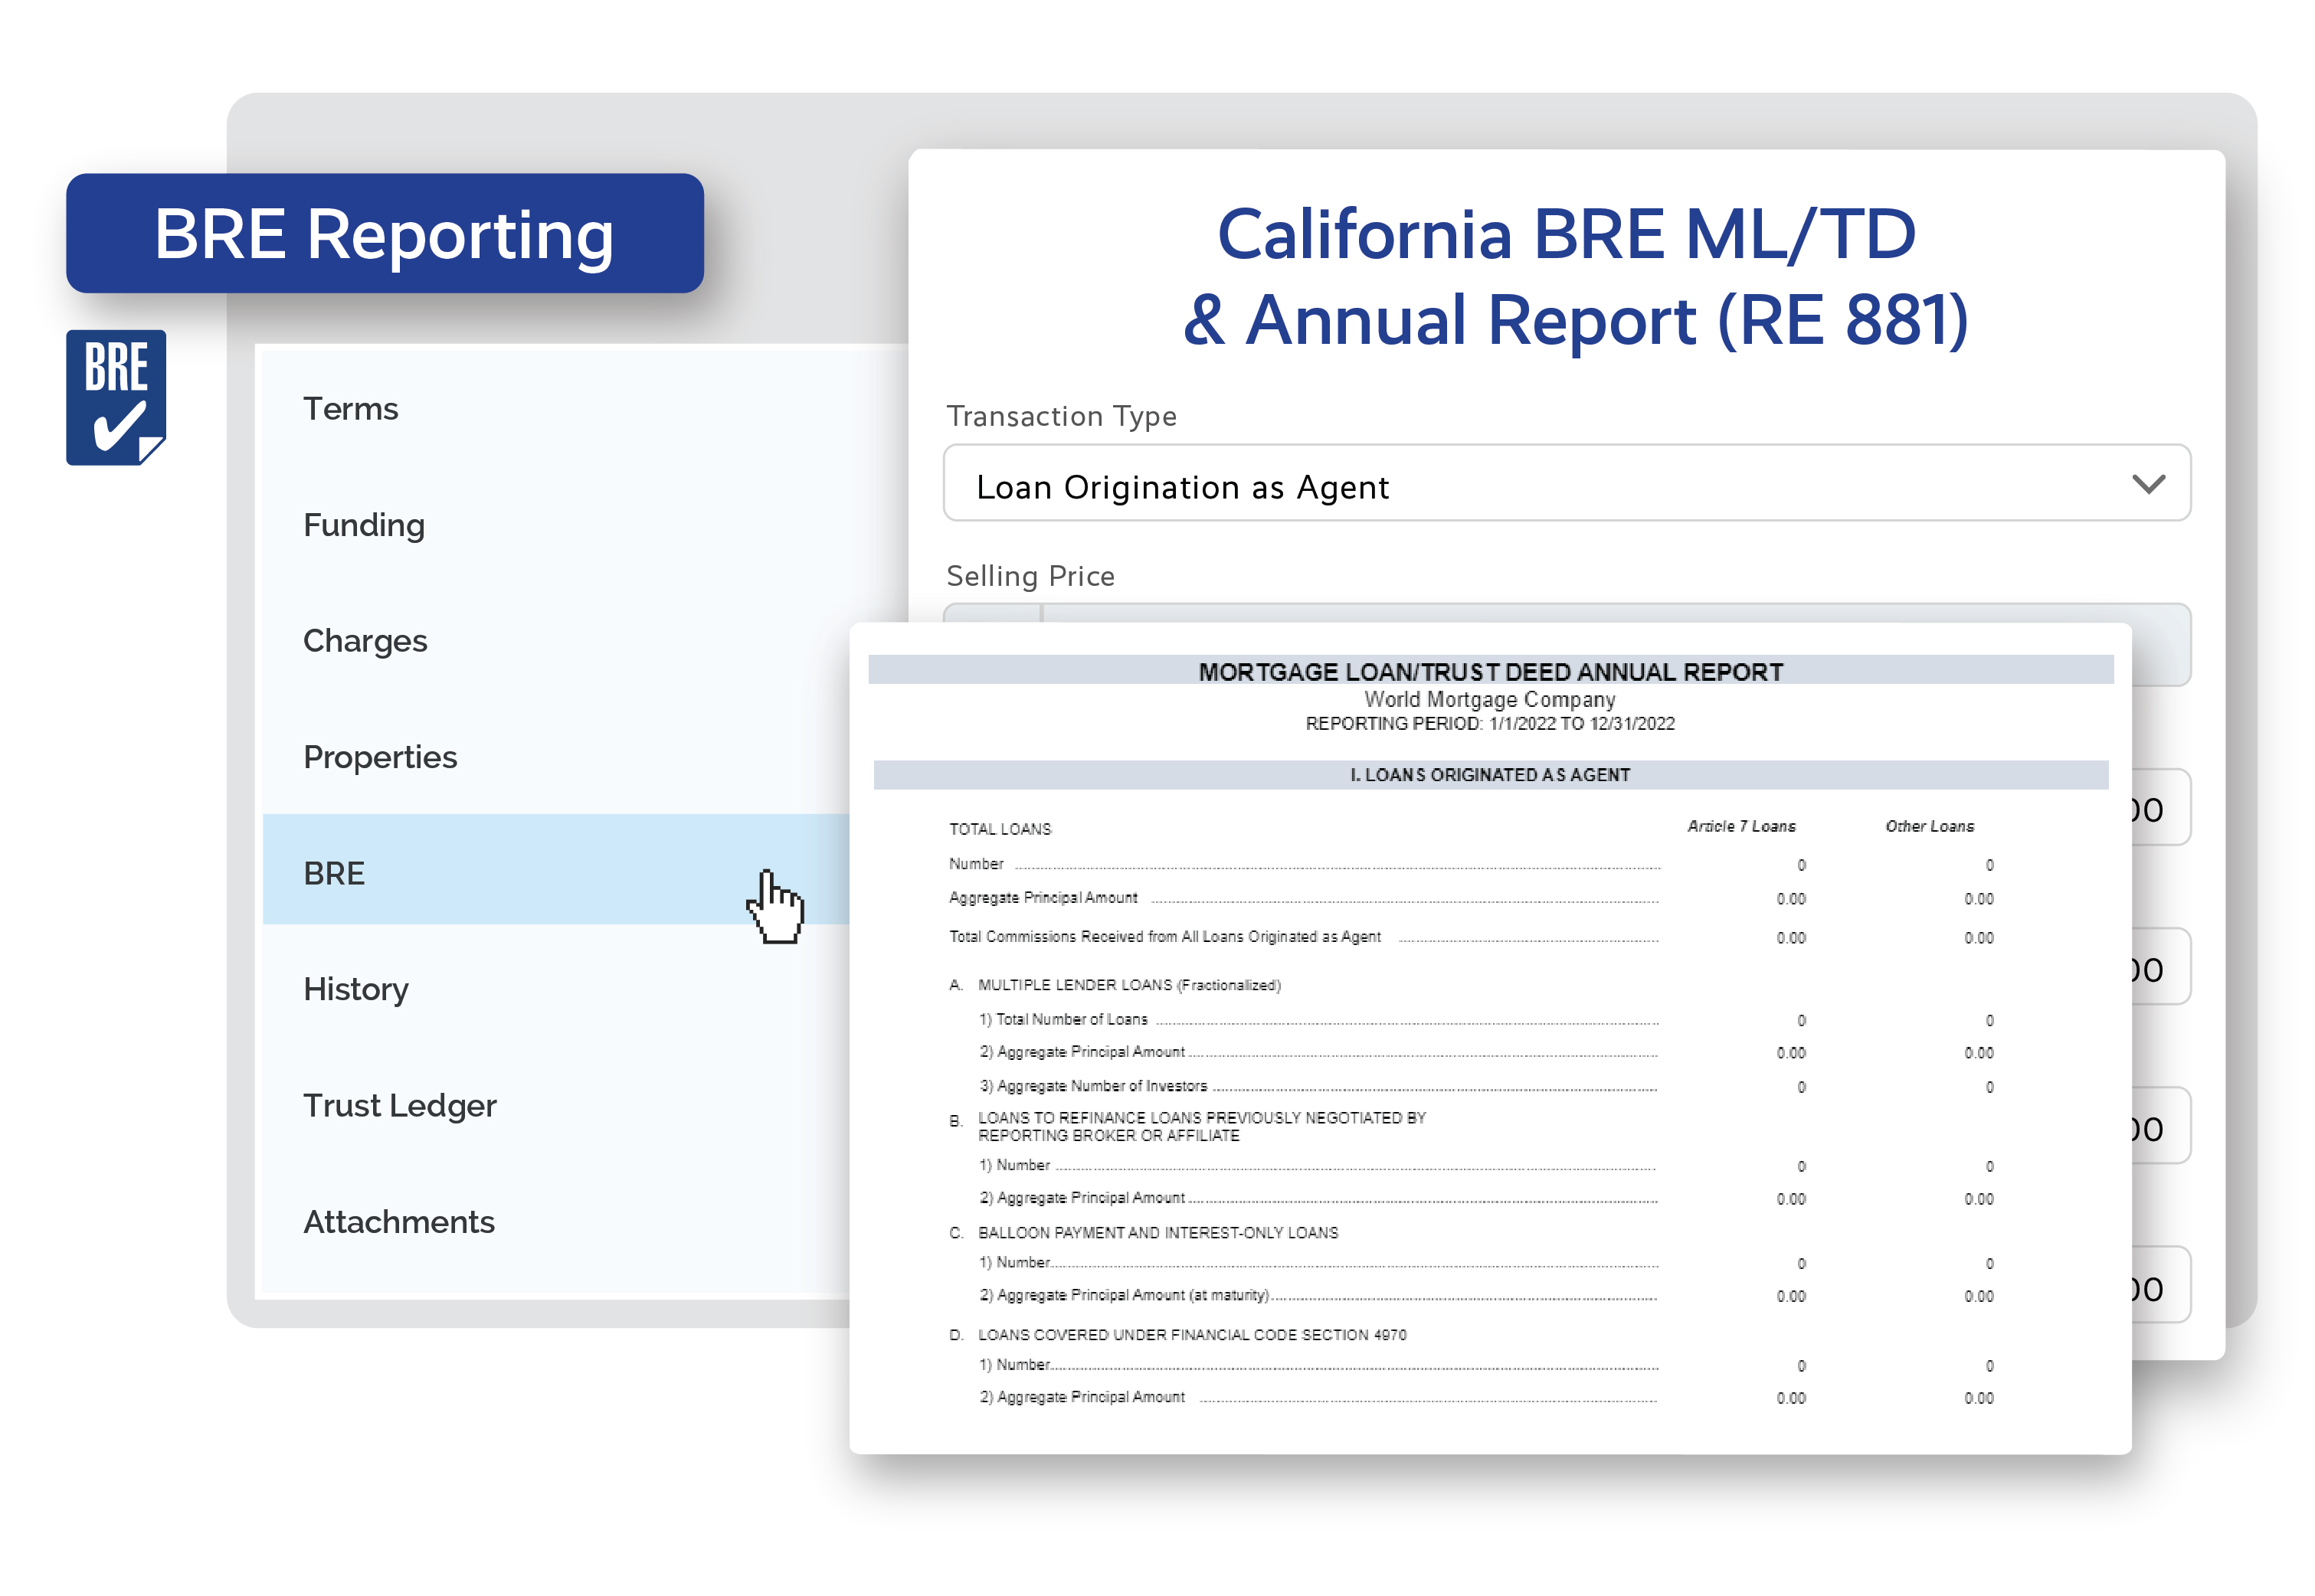 BRE Reporting
BRE
Terms
Funding
Charges
Properties
BRE
History
Trust Ledger
Attachments
California BRE ML/TD
& Annual Report (RE 881)
Transaction Type
Loan Origination as Agent
Selling Price
MORTGAGE LOAN/TRUST DEED ANNUAL REPORT
World Mortgage Company
REPORTING PERIOD: 1/1/2022 TO 12/31/2022
I. LOANS ORIGINATED AS AGENT
TOTAL LOANS Article 7 Loans Other Loans
Number 0 0
Aggregate Principal Amount 0.00 0.00
Total Commissions Received from All Loans Originated as Agent 0.00 0.00
A. MULTIPLE LENDER LOANS (Fractionalized)
1) Total Number of Loans 0 0
2) Aggregate Principal Amount 0.00 0.00
3) Aggregate Number of Investors 0 0
B. LOANS TO REFINANCE LOANS PREVIOUSLY NEGOTIATED BY
REPORTING BROKER OR AFFILIATE
1) Number 0 0
2) Aggregate Principal Amount 0.00 0.00
C. BALLOON PAYMENT AND INTEREST-ONLY LOANS
1) Number 0 0
2) Aggregate Principal Amount (at maturity) 0.00 0.00
D. LOANS COVERED UNDER FINANCIAL CODE SECTION 4970
1) Number 0 0
2) Aggregate Principal Amount 0.00 0.00